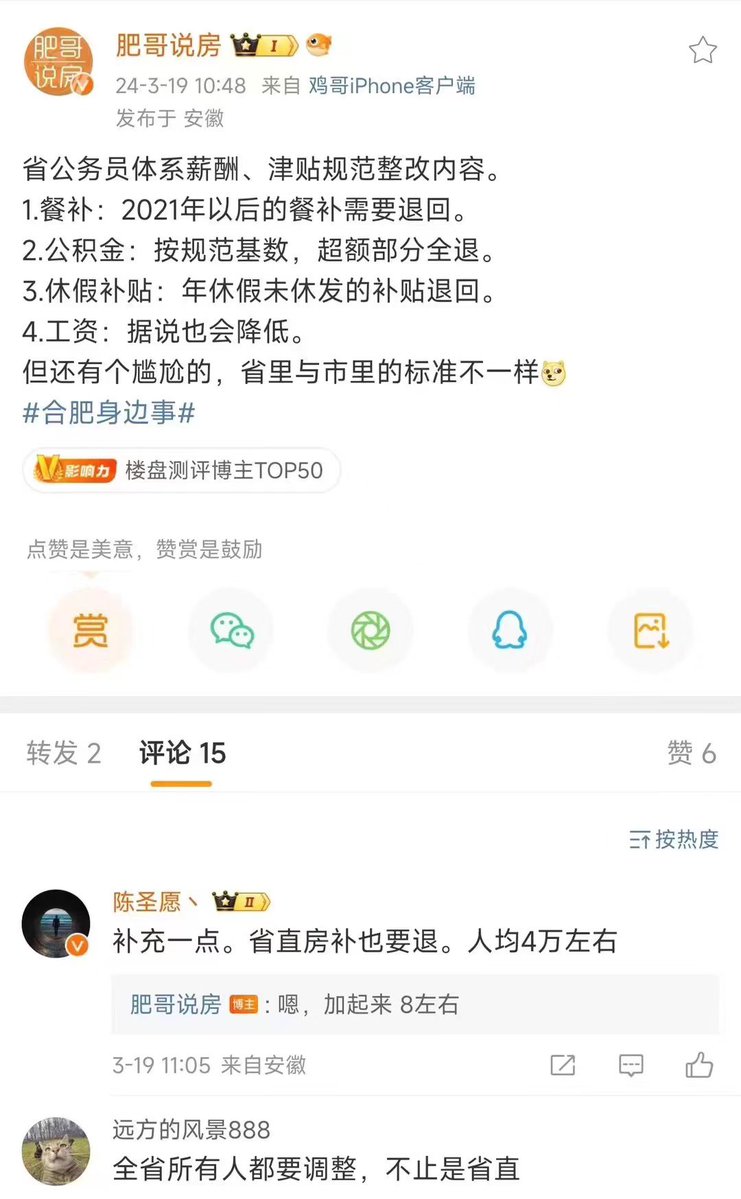 肥哥说房
肥哥说房 I
24-3-19 10:48 来自 鸡哥iPhone客户端
发布于 安徽
省公务员体系薪酬、津贴规范整改内容。
1.餐补：2021年以后的餐补需要退回。
2.公积金：按规范基数，超额部分全退。
3.休假补贴：年休假未休发的补贴退回。
4.工资：据说也会降低。
但还有个尴尬的，省里与市里的标准不一样
#合肥身边事#
V影响力 楼盘测评博主TOP50
点赞是美意，赞赏是鼓励
赏
转发 2 评论 15 赞 6
按热度
陈圣愿丶 II
补充一点。省直房补也要退。人均4万左右
肥哥说房 博主：嗯，加起来 8左右
3-19 11:05 来自安徽
远方的风景888
全省所有人都要调整，不止是省直